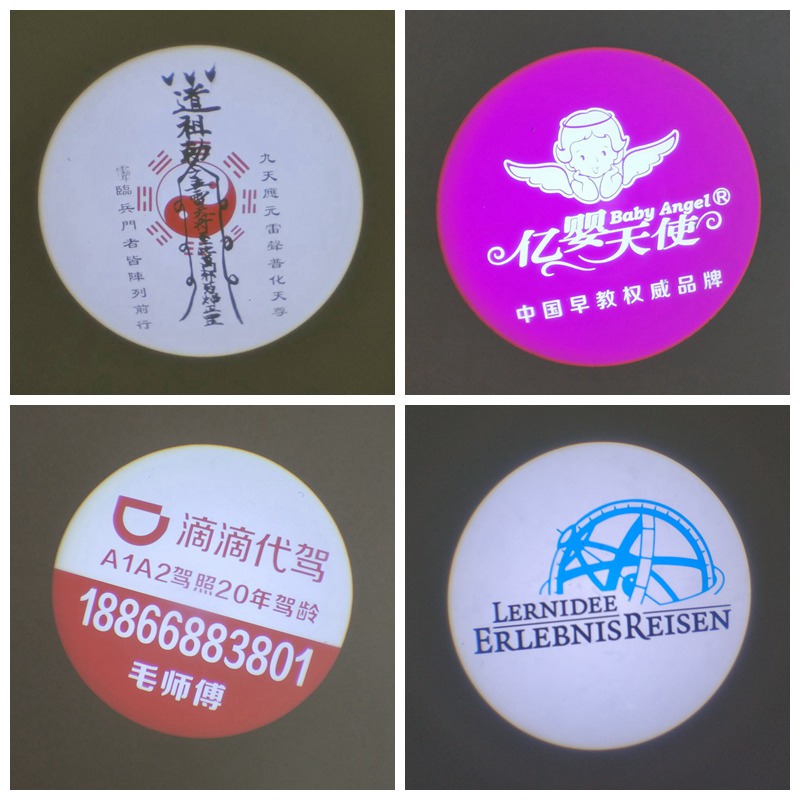 道
祖
勅
九天應元雷聲普化天尊
臨兵鬥者皆陣列前行
Baby Angel®
亿婴天使
中国早教权威品牌
滴滴代驾
A1A2驾照20年驾龄
18866883801
毛师傅
LERNIDEE
ERLEBNISREISEN